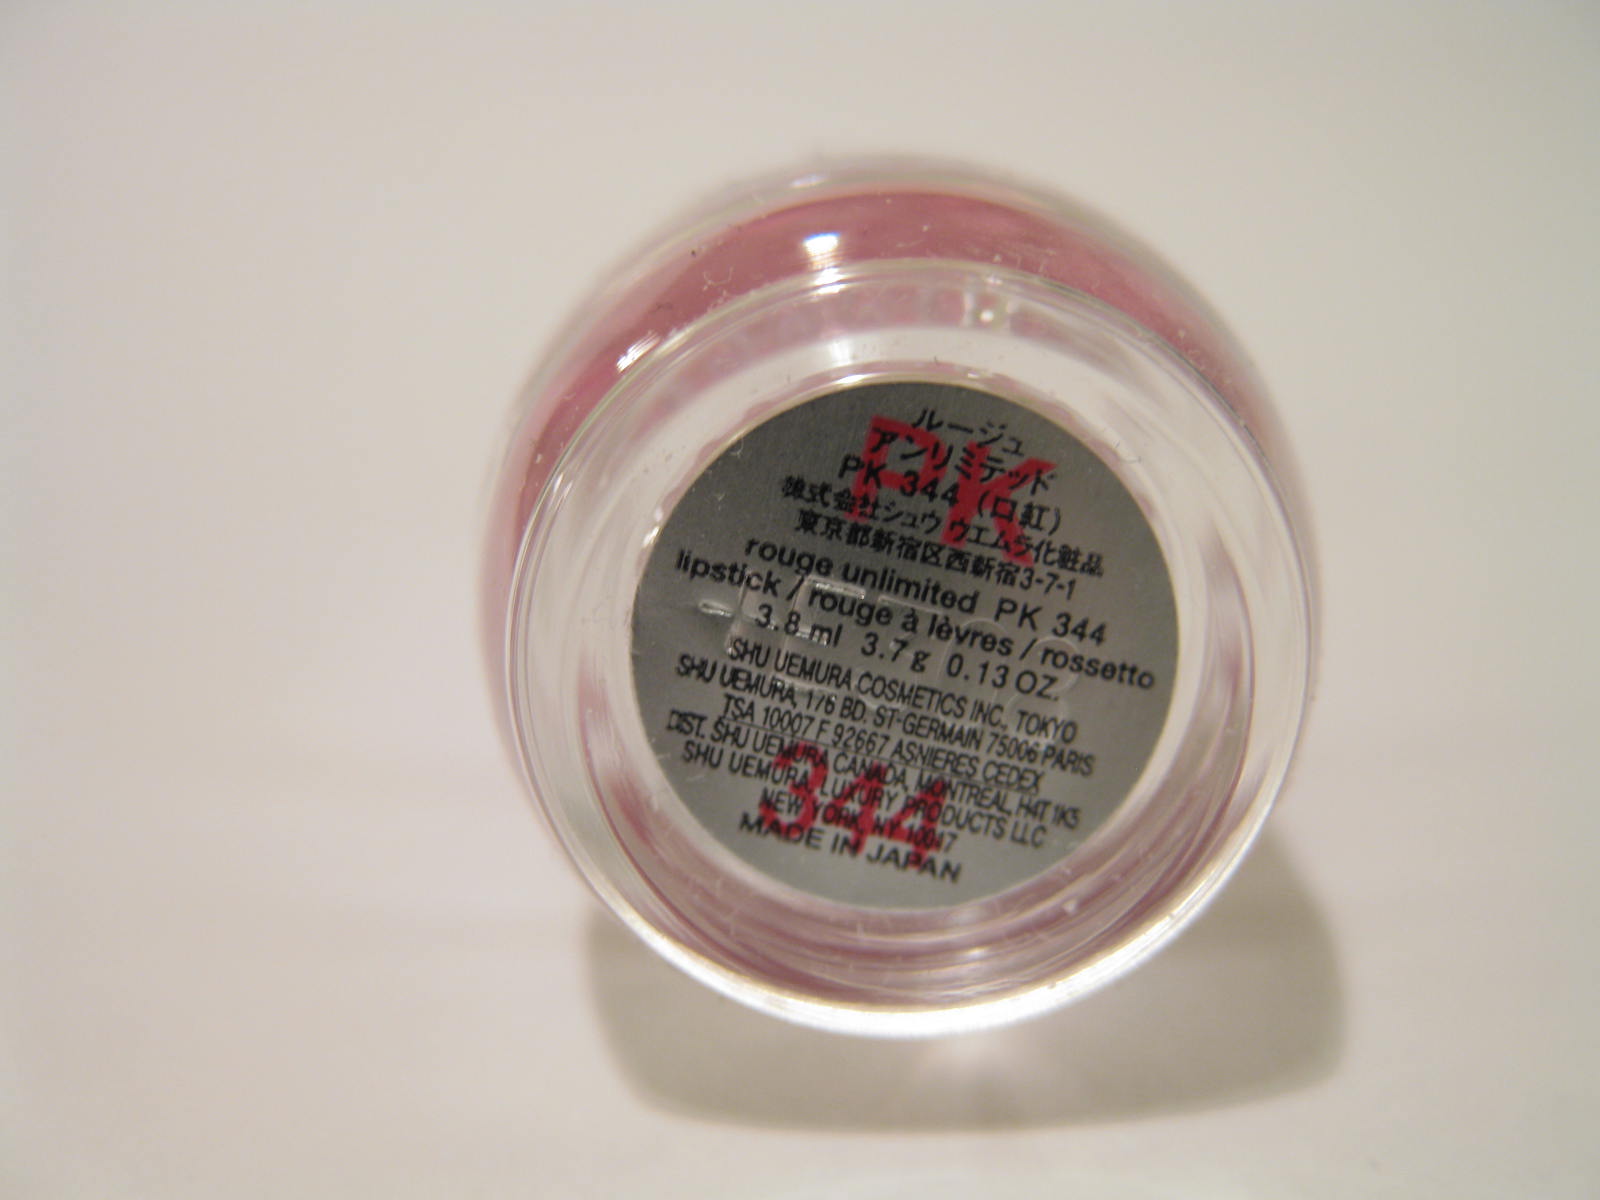 PK
ルージュ
アンリミテッド
PK 344 (口紅)
株式会社シュウ ウエムラ化粧品
東京都新宿区西新宿3-7-1
rouge unlimited PK 344
lipstick / rouge à lèvres / rossetto
3.8 ml 3.7 g 0.13 OZ.
SHU UEMURA COSMETICS INC., TOKYO
SHU UEMURA, 176 BD. ST-GERMAIN 75006 PARIS
TSA 10007 F 92667 ASNIERES CEDEX
DIST. SHU UEMURA CANADA, MONTREAL H4T 1K5
SHU UEMURA, LUXURY PRODUCTS LLC
NEW YORK, NY 10017
MADE IN JAPAN
344